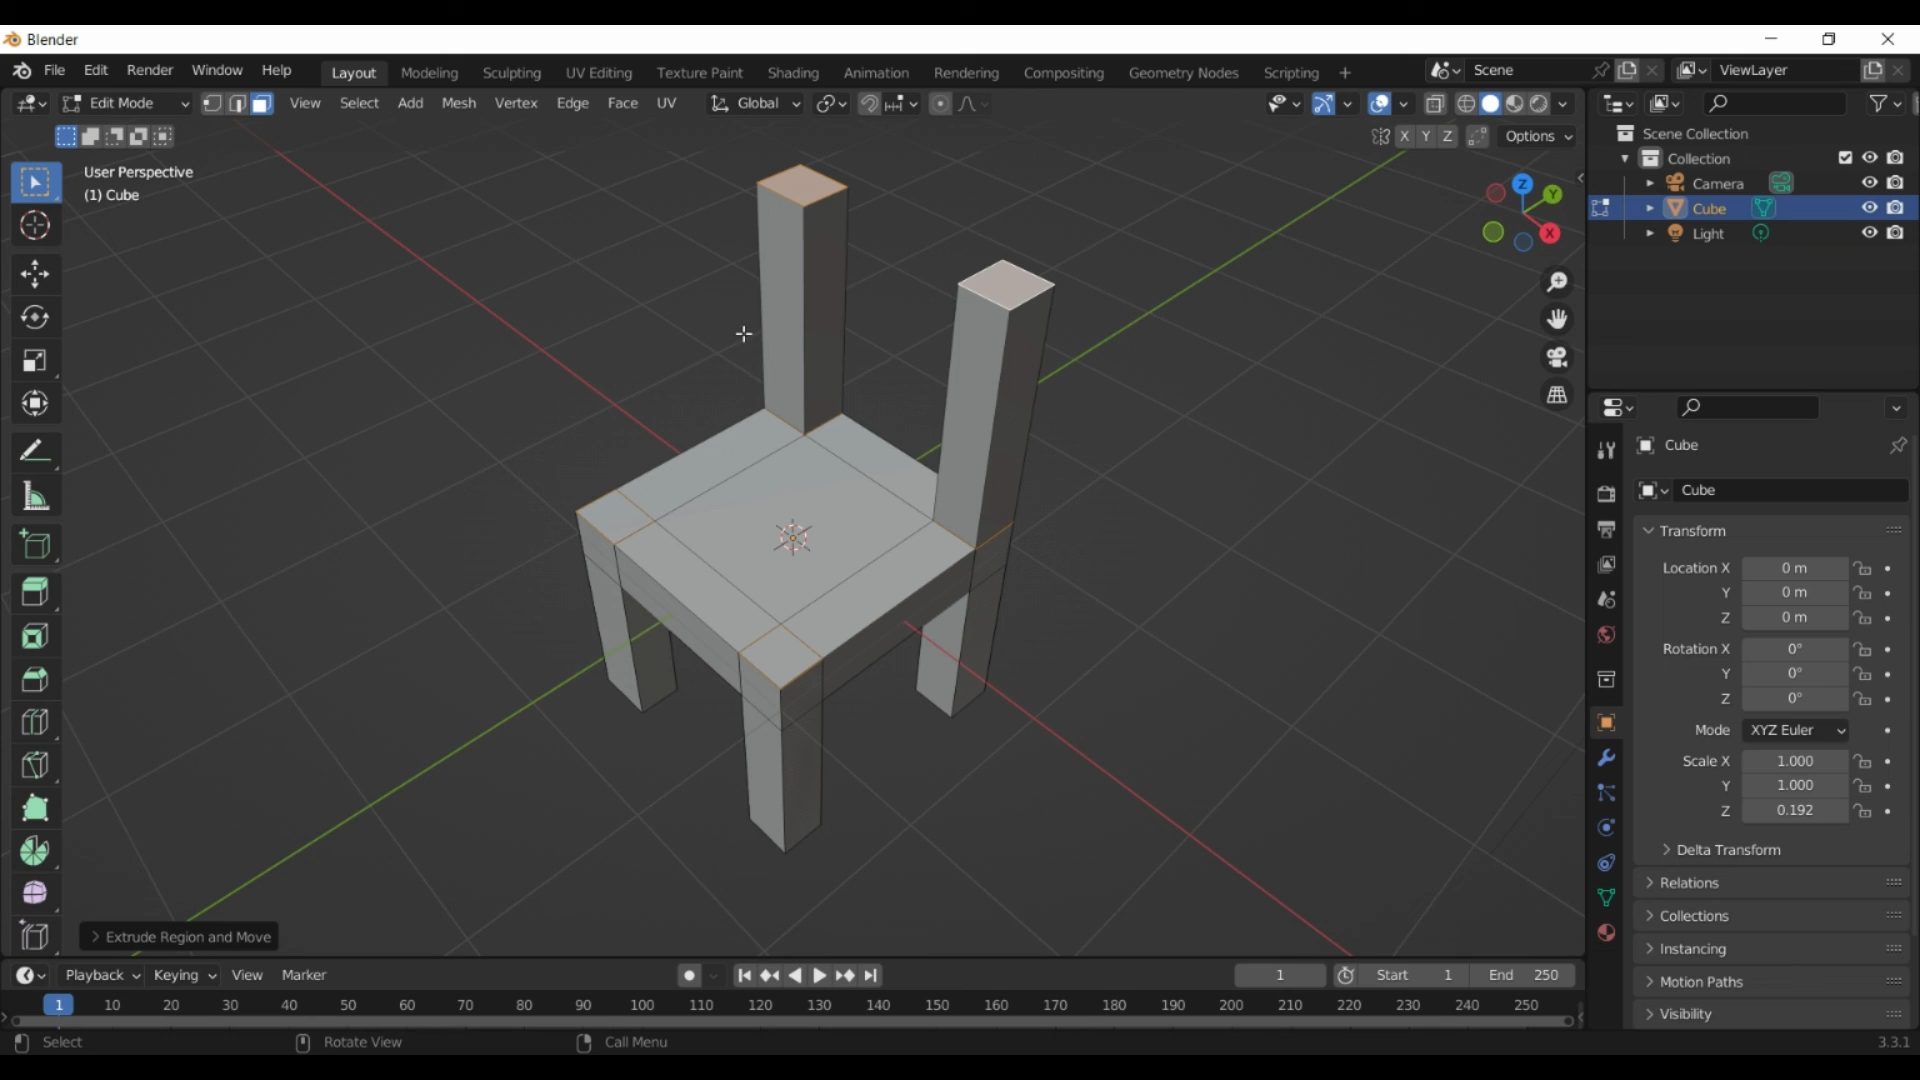 Blender
File Edit Render Window Help Layout Modeling Sculpting UV Editing Texture Paint Shading Animation Rendering Compositing Geometry Nodes Scripting + Scene ViewLayer
Edit Mode View Select Add Mesh Vertex Edge Face UV Global
X Y Z Options
User Perspective
(1) Cube
Z Y X
Extrude Region and Move
Scene Collection
Collection
Camera
Cube
Light
Cube
Cube
Transform
Location X 0 m
Y 0 m
Z 0 m
Rotation X 0°
Y 0°
Z 0°
Mode XYZ Euler
Scale X 1.000
Y 1.000
Z 0.192
Delta Transform
Relations
Collections
Instancing
Motion Paths
Visibility
Playback Keying View Marker 1 Start 1 End 250
1 10 20 30 40 50 60 70 80 90 100 110 120 130 140 150 160 170 180 190 200 210 220 230 240 250
Select Rotate View Call Menu 3.3.1